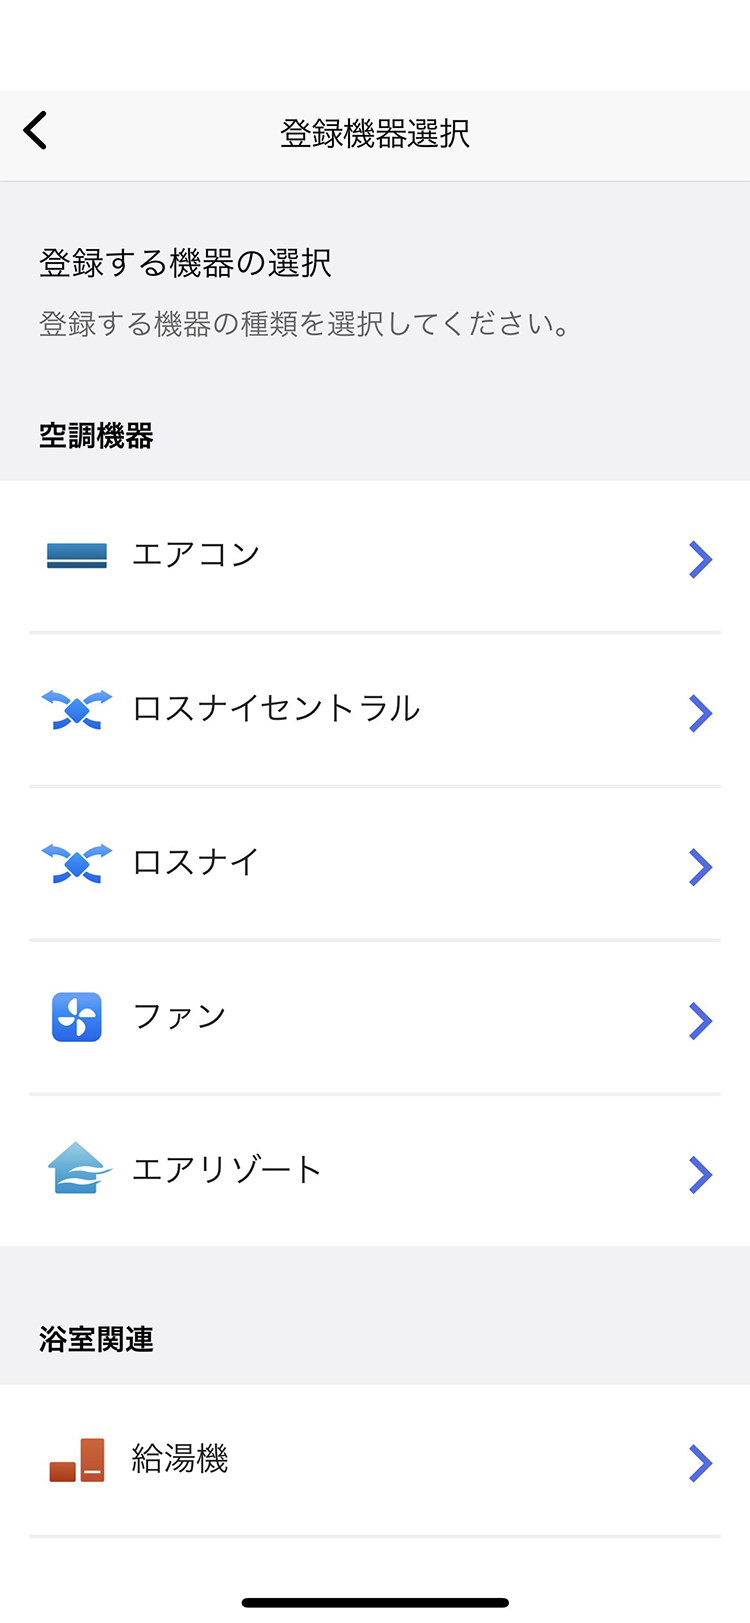 登録機器選択
登録する機器の選択
登録する機器の種類を選択してください。
空調機器
エアコン
ロスナイセントラル
ロスナイ
ファン
エアリゾート
浴室関連
給湯機